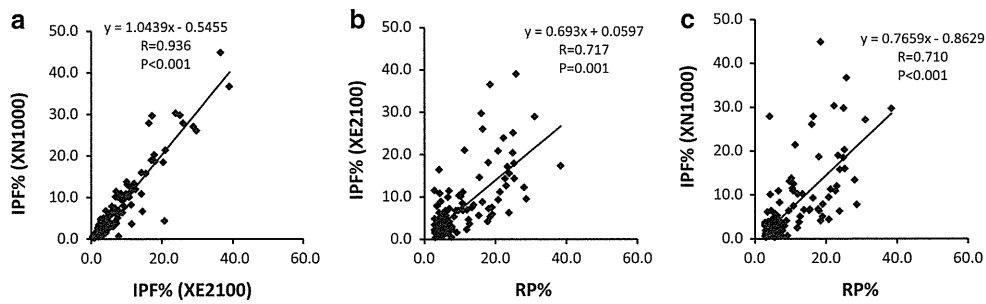 a
y = 1.0439x - 0.5455
R=0.936
P<0.001
IPF% (XN1000)
50.0
40.0
30.0
20.0
10.0
0.0
0.0 20.0 40.0 60.0
IPF% (XE2100)
b
y = 0.693x + 0.0597
R=0.717
P=0.001
IPF% (XE2100)
50.0
40.0
30.0
20.0
10.0
0.0
0.0 20.0 40.0 60.0
RP%
c
y = 0.7659x - 0.8629
R=0.710
P<0.001
IPF% (XN1000)
50.0
40.0
30.0
20.0
10.0
0.0
0.0 20.0 40.0 60.0
RP%